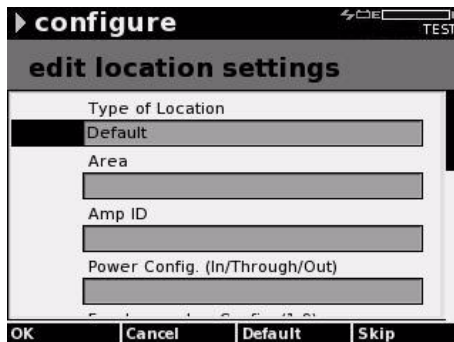 configure
TEST
edit location settings
Type of Location
Default
Area
Amp ID
Power Config. (In/Through/Out)
OK Cancel Default Skip